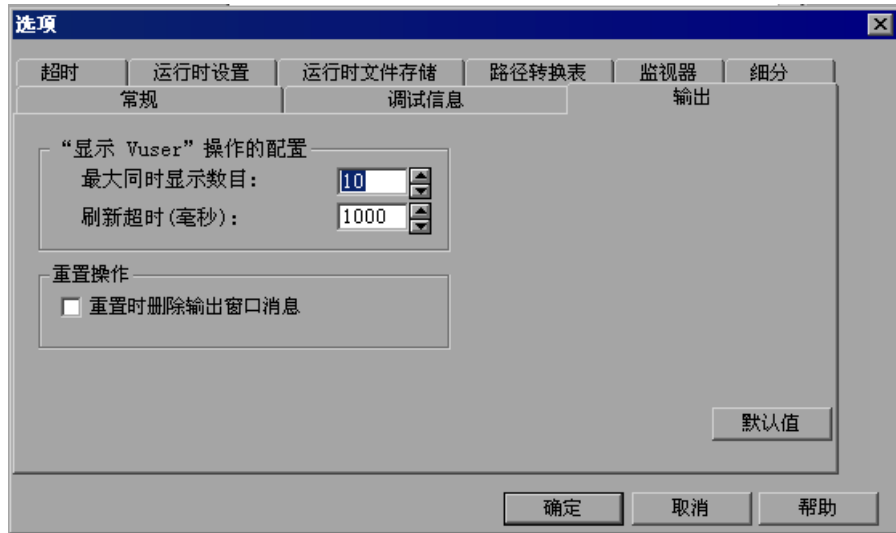 选项
超时 运行时设置 运行时文件存储 路径转换表 监视器 细分
常规 调试信息 输出
“显示 Vuser”操作的配置
最大同时显示数目: 10
刷新超时(毫秒): 1000
重置操作
重置时删除输出窗口消息
默认值
确定 取消 帮助